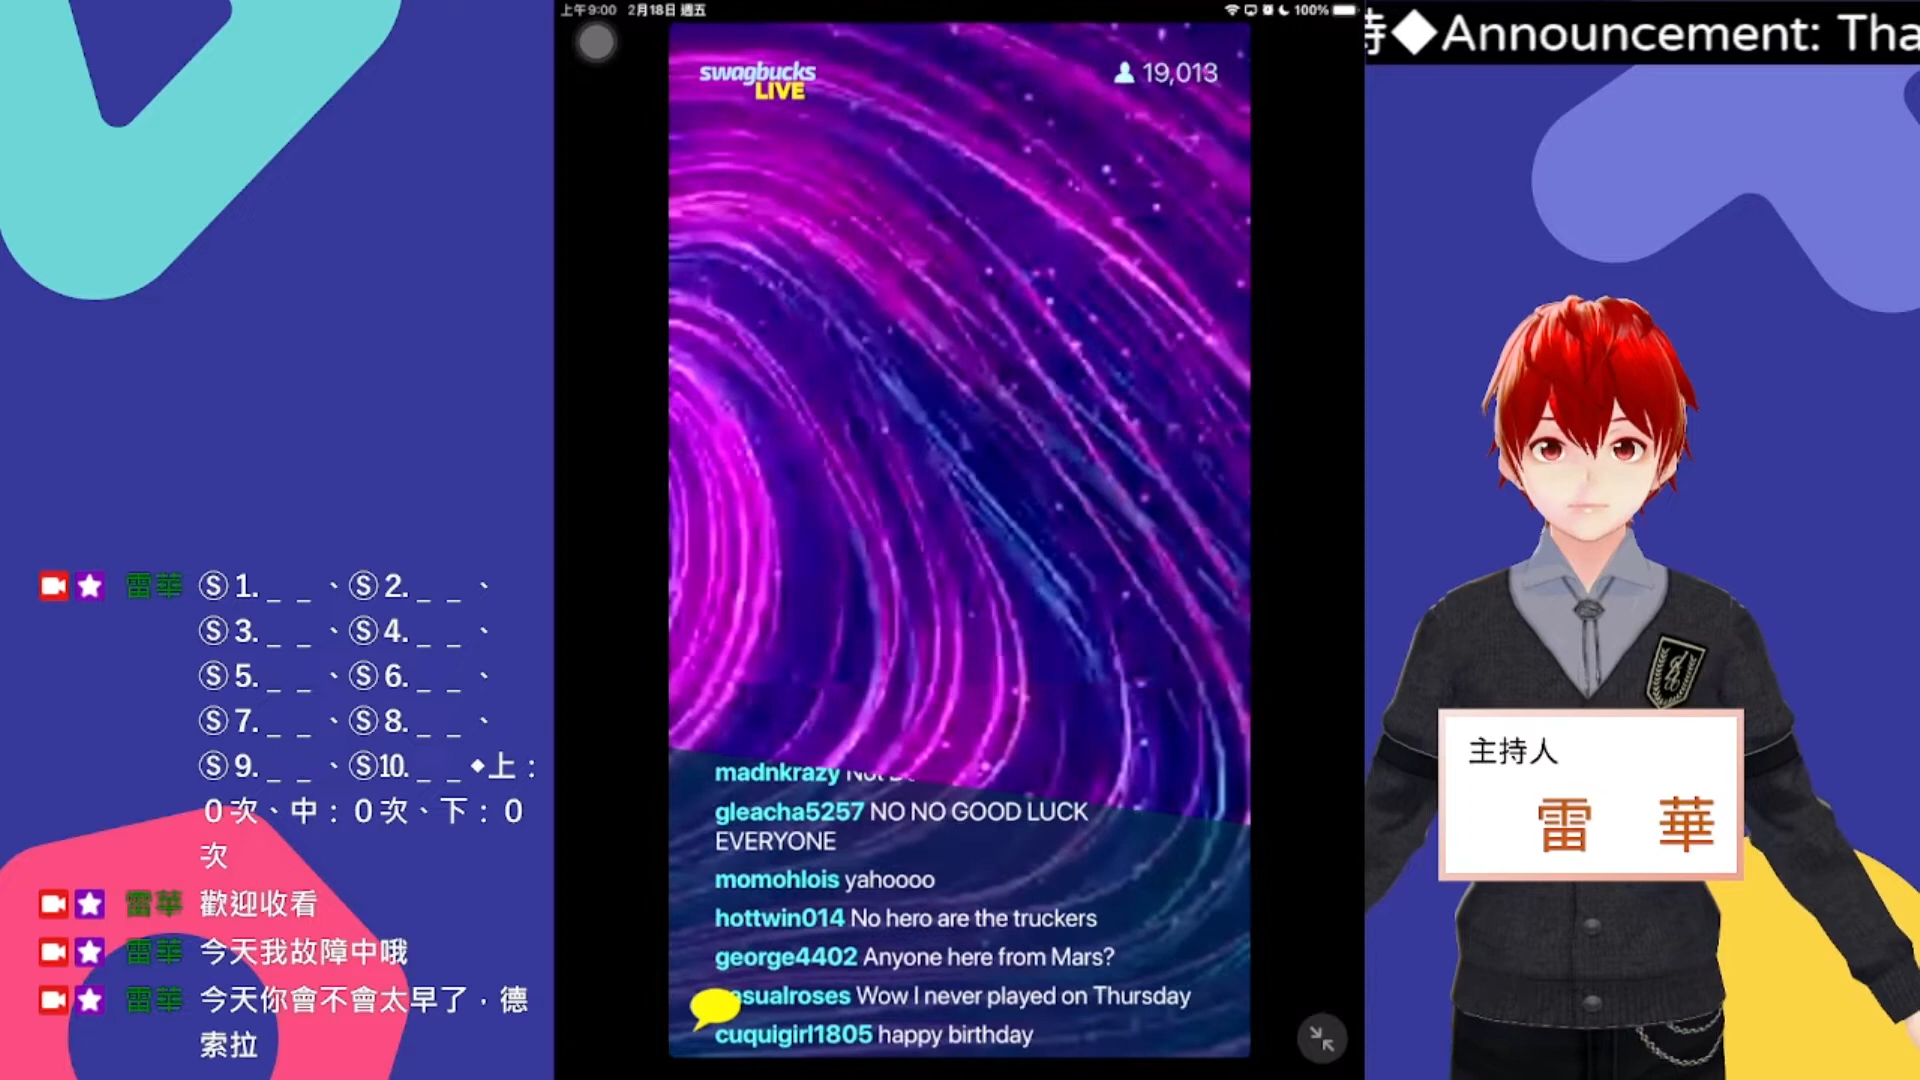 上午9:00 2月18日 週五
100%
持◆Announcement: Tha
swagbucks
LIVE
19,013
madnkrazy
gleacha5257 NO NO GOOD LUCK
EVERYONE
momohlois yahoooo
hottwin014 No hero are the truckers
george4402 Anyone here from Mars?
asualroses Wow I never played on Thursday
cuquigirl1805 happy birthday
雷華 Ⓢ1. _ _ 、Ⓢ2. _ _ 、
Ⓢ3. _ _ 、Ⓢ4. _ _ 、
Ⓢ5. _ _ 、Ⓢ6. _ _ 、
Ⓢ7. _ _ 、Ⓢ8. _ _ 、
Ⓢ9. _ _ 、Ⓢ10. _ _ ◆上：
0次、中：0次、下：0
次
雷華 歡迎收看
雷華 今天我故障中哦
雷華 今天你會不會太早了，德
索拉
主持人
雷 華